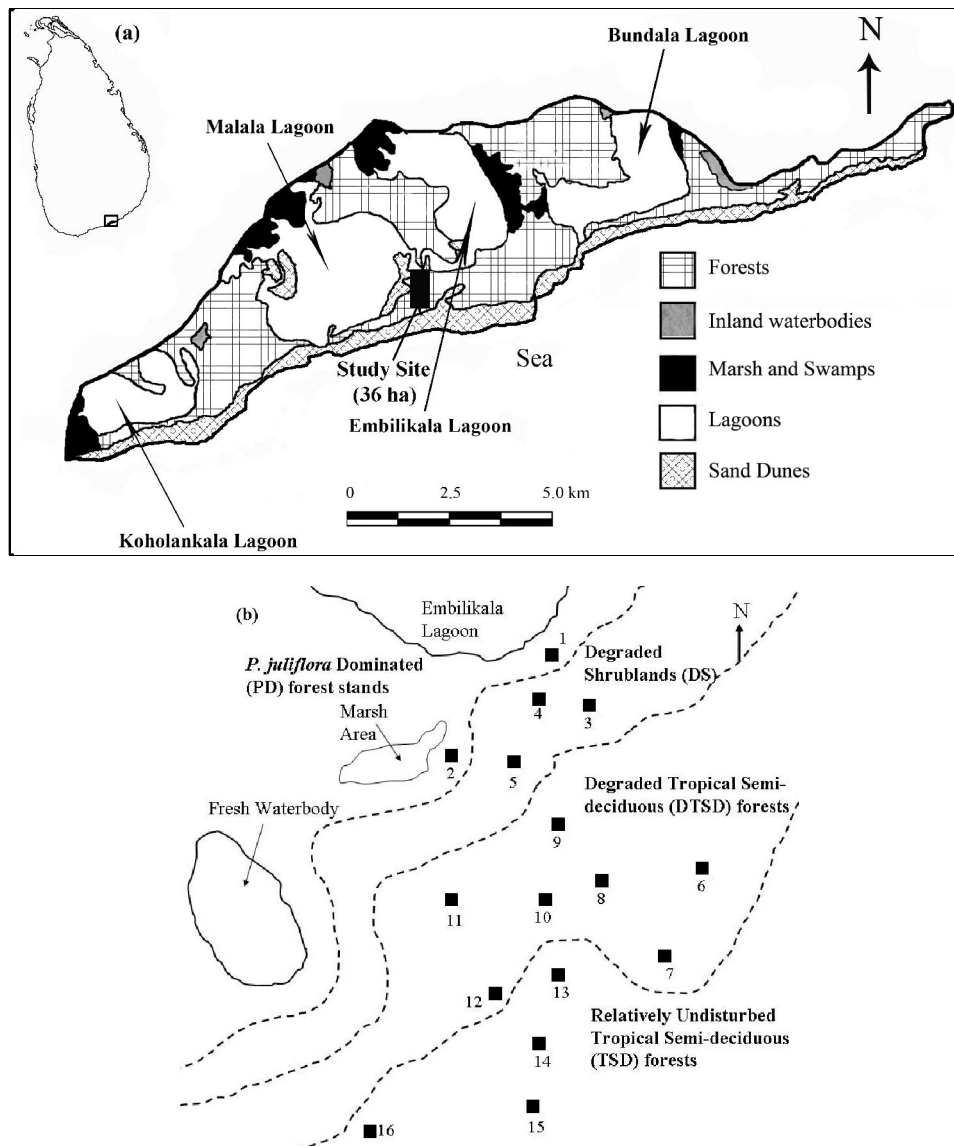 (a)
N
Bundala Lagoon
Malala Lagoon
Forests
Inland waterbodies
Marsh and Swamps
Lagoons
Sand Dunes
Sea
Study Site
(36 ha)
Embilikala Lagoon
Koholankala Lagoon
0 2.5 5.0 km
(b)
N
Embilikala
Lagoon
1
P. juliflora Dominated
(PD) forest stands
Degraded
Shrublands (DS)
Marsh
Area
4
3
2
5
Fresh Waterbody
Degraded Tropical Semi-
deciduous (DTSD) forests
9
6
8
11
10
7
13
12
Relatively Undisturbed
Tropical Semi-deciduous
(TSD) forests
14
15
16